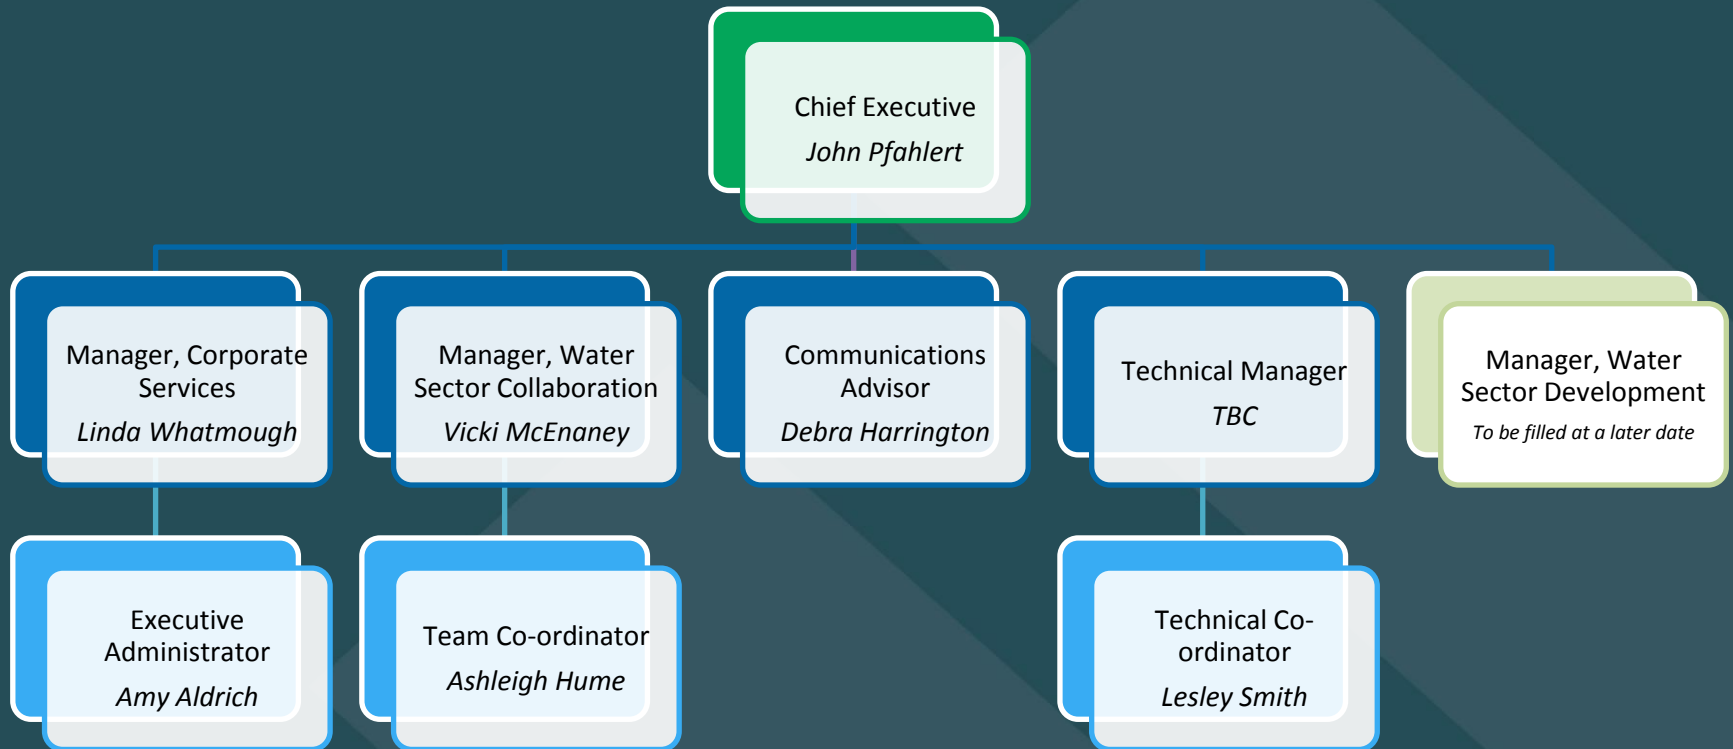 Chief Executive
John Pfahlert
Manager, Corporate
Services
Linda Whatmough
Manager, Water
Sector Collaboration
Vicki McEnaney
Communications
Advisor
Debra Harrington
Technical Manager
TBC
Manager, Water
Sector Development
To be filled at a later date
Executive
Administrator
Amy Aldrich
Team Co-ordinator
Ashleigh Hume
Technical Co-
ordinator
Lesley Smith